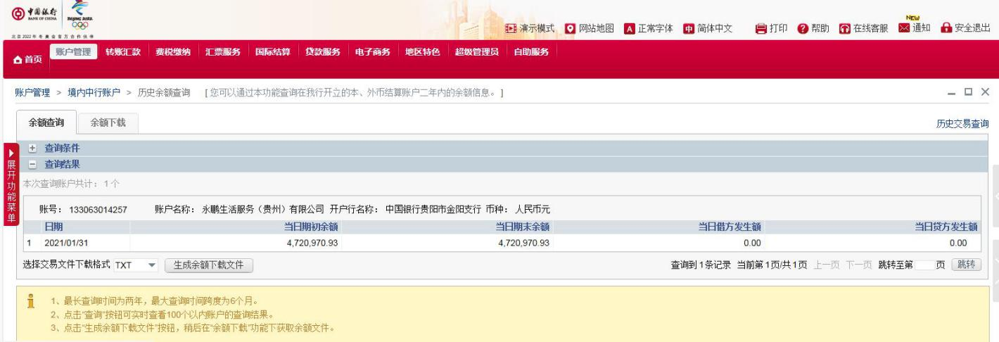 中国银行
BANK OF CHINA
BEIJING 2022
北京2022年冬奥会官方合作伙伴
演示模式 网站地图 A 正常字体 中 简体中文 打印 帮助 在线客服 NEW 通知 安全退出
首页 账户管理 转账汇款 费税缴纳 汇票服务 国际结算 贷款服务 电子商务 地区特色 超级管理员 自助服务
账户管理 > 境内中行账户 > 历史余额查询 [ 您可以通过本功能查询在我行开立的本、外币结算账户二年内的余额信息。]
余额查询 余额下载 历史交易查询
展开功能菜单
查询条件
查询结果
本次查询账户共计: 1个
账号: 133063014257 账户名称: 永鹏生活服务（贵州）有限公司 开户行名称: 中国银行贵阳市金阳支行 币种: 人民币元
日期 当日期初余额 当日期末余额 当日借方发生额 当日贷方发生额
1 2021/01/31 4,720,970.93 4,720,970.93 0.00 0.00
选择交易文件下载格式 TXT 生成余额下载文件 查询到1条记录 当前第1页/共1页 上一页 下一页 跳转至第 页 跳转
1、最长查询时间为两年，最大查询时间跨度为6个月。
2、点击“查询”按钮可实时查看100个以内账户的查询结果。
3、点击“生成余额下载文件”按钮，稍后在“余额下载”功能下获取余额文件。